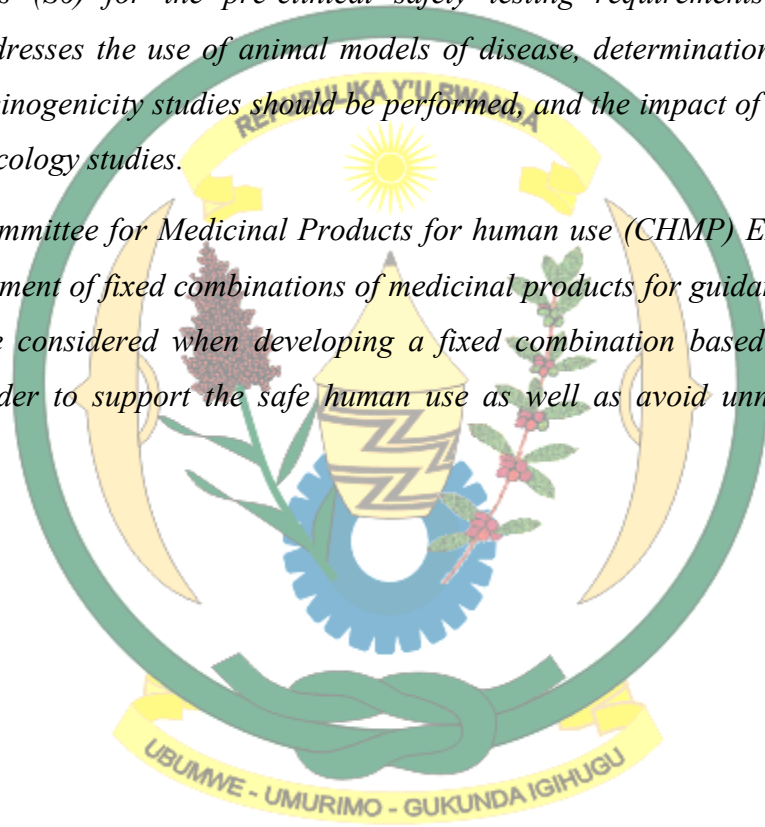 (S6) for the pre-clinical safety testing requirements
dresses the use of animal models of disease, determination
cinogenicity studies should be performed, and the impact of
cology studies.
REPUBULIKA Y'U RWANDA
mmittee for Medicinal Products for human use (CHMP) E
ment of fixed combinations of medicinal products for guida
e considered when developing a fixed combination based
der to support the safe human use as well as avoid unn
UBUMWE - UMURIMO - GUKUNDA IGIHUGU